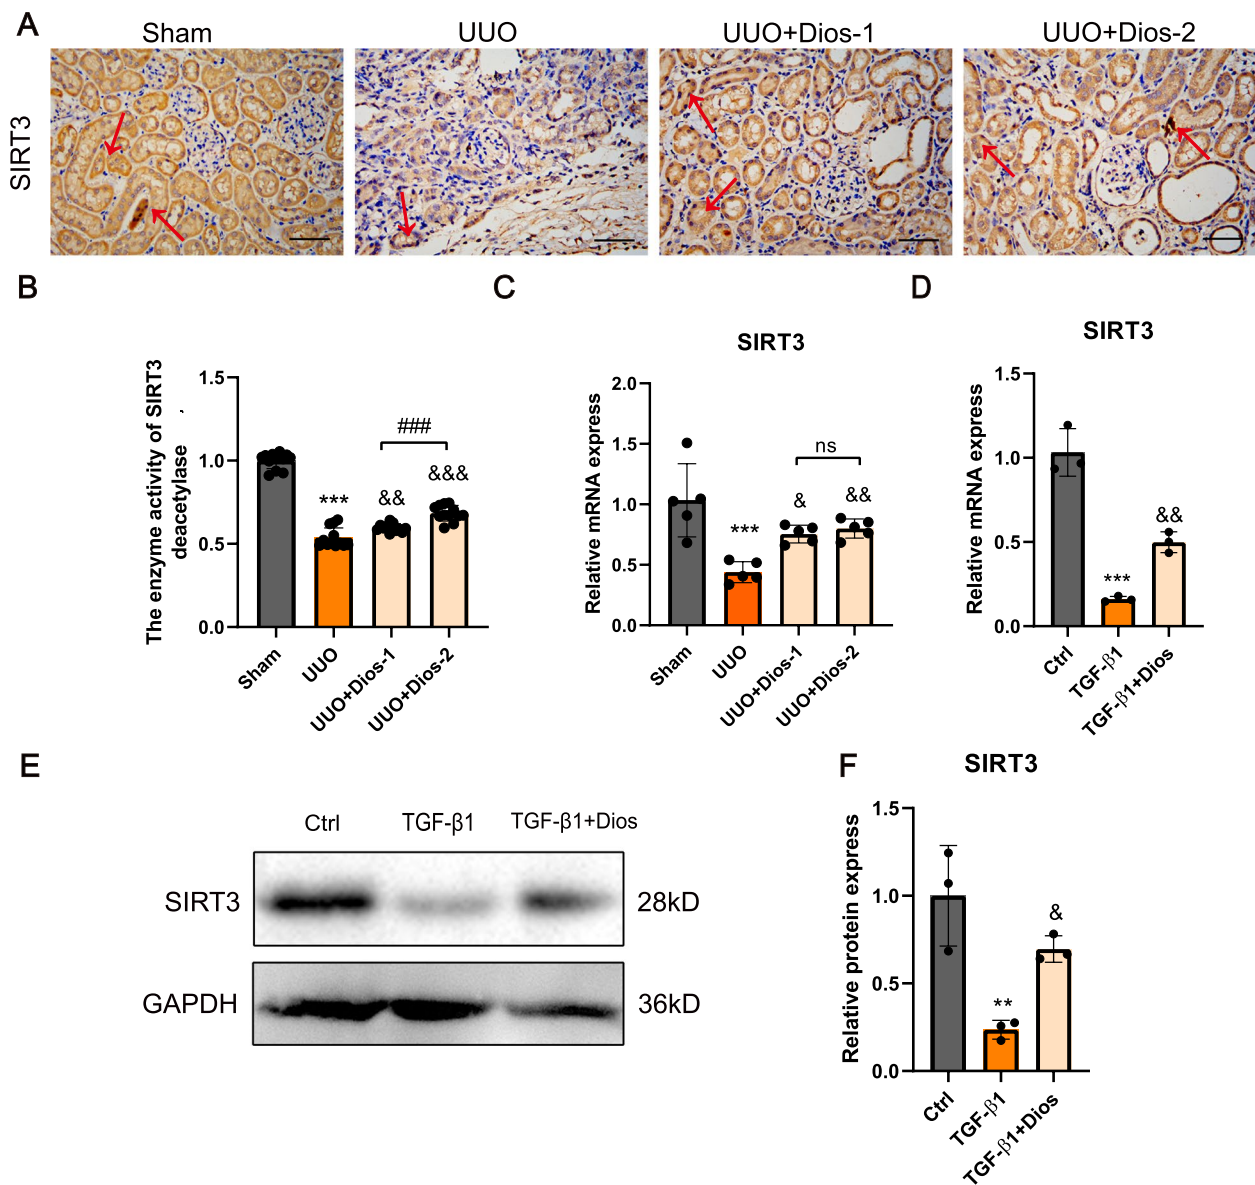 A
Sham
UUO
UUO+Dios-1
UUO+Dios-2
SIRT3
B
C
D
The enzyme activity of SIRT3
deacetylase
1.5
1.0
0.5
0.0
***
&&
&&&
###
Sham
UUO
UUO+Dios-1
UUO+Dios-2
SIRT3
Relative mRNA express
2.0
1.5
1.0
0.5
0.0
***
&
&&
ns
Sham
UUO
UUO+Dios-1
UUO+Dios-2
SIRT3
Relative mRNA express
1.5
1.0
0.5
0.0
***
&&
Ctrl
TGF-β1
TGF-β1+Dios
E
Ctrl
TGF-β1
TGF-β1+Dios
SIRT3
28kD
GAPDH
36kD
F
SIRT3
Relative protein express
1.5
1.0
0.5
0.0
**
&
Ctrl
TGF-β1
TGF-β1+Dios